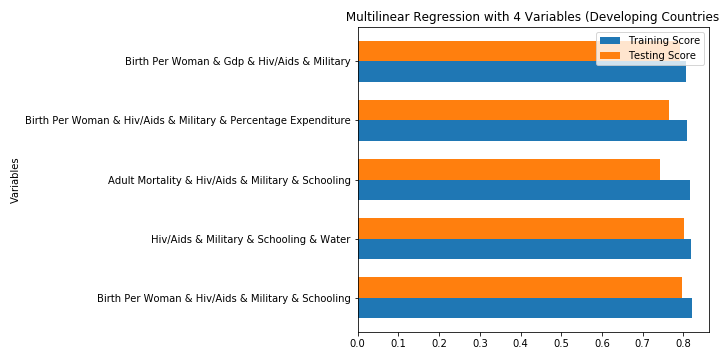 Multilinear Regression with 4 Variables (Developing Countries
Training Score
Testing Score
Birth Per Woman & Gdp & Hiv/Aids & Military
Birth Per Woman & Hiv/Aids & Military & Percentage Expenditure
Variables
Adult Mortality & Hiv/Aids & Military & Schooling
Hiv/Aids & Military & Schooling & Water
Birth Per Woman & Hiv/Aids & Military & Schooling
0.0 0.1 0.2 0.3 0.4 0.5 0.6 0.7 0.8